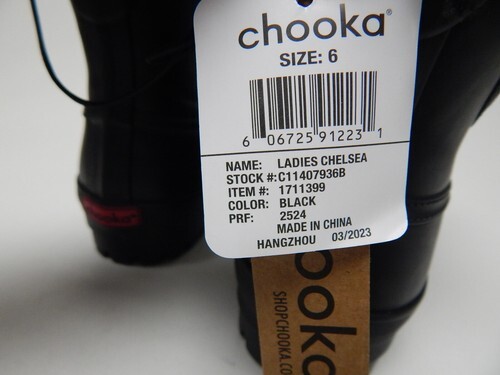 chooka®
SIZE: 6
6 06725 91223 1
NAME: LADIES CHELSEA
STOCK #: C11407936B
ITEM #: 1711399
COLOR: BLACK
PRF: 2524
MADE IN CHINA
HANGZHOU 03/2023
chooka
ooka
SHOPCHOOKA.CO